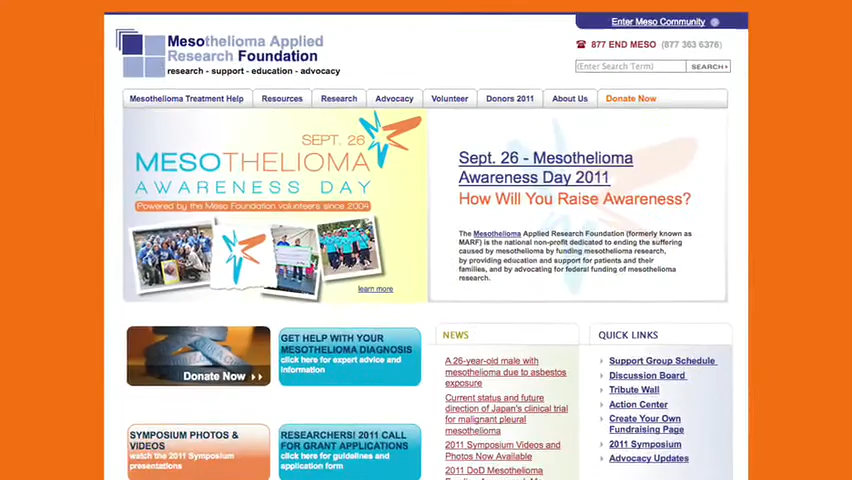 Enter Meso Community
Mesothelioma Applied
Research Foundation
research - support - education - advocacy
877 END MESO (877 363 6376)
(Enter Search Term)
SEARCH
Mesothelioma Treatment Help
Resources
Research
Advocacy
Volunteer
Donors 2011
About Us
Donate Now
SEPT. 26
MESOTHELIOMA
AWARENESS DAY
Powered by the Meso Foundation volunteers since 2004
learn more
Sept. 26 - Mesothelioma
Awareness Day 2011
How Will You Raise Awareness?
The Mesothelioma Applied Research Foundation (formerly known as
MARF) is the national non-profit dedicated to ending the suffering
caused by mesothelioma by funding mesothelioma research,
by providing education and support for patients and their
families, and by advocating for federal funding of mesothelioma
research.
Donate Now
GET HELP WITH YOUR
MESOTHELIOMA DIAGNOSIS
click here for expert advice and
information
SYMPOSIUM PHOTOS &
VIDEOS
watch the 2011 Symposium
presentations
RESEARCHERS! 2011 CALL
FOR GRANT APPLICATIONS
click here for guidelines and
application form
NEWS
A 26-year-old male with
mesothelioma due to asbestos
exposure
Current status and future
direction of Japan's clinical trial
for malignant pleural
mesothelioma
2011 Symposium Videos and
Photos Now Available
2011 DoD Mesothelioma
QUICK LINKS
Support Group Schedule
Discussion Board
Tribute Wall
Action Center
Create Your Own
Fundraising Page
2011 Symposium
Advocacy Updates